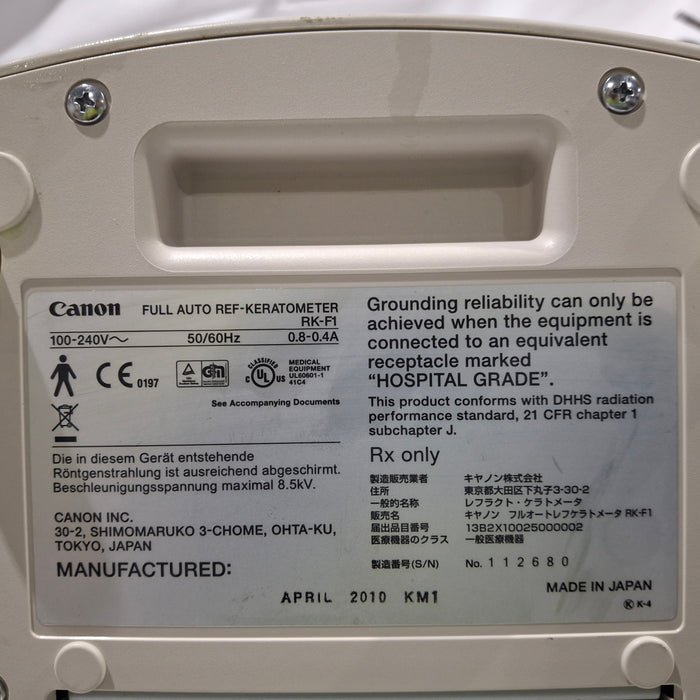 Canon FULL AUTO REF-KERATOMETER
RK-F1
100-240V~ 50/60Hz 0.8-0.4A
CE 0197
CLASSIFIED
C UL US
MEDICAL
EQUIPMENT
UL60601-1
41C4
See Accompanying Documents
Die in diesem Gerät entstehende
Röntgenstrahlung ist ausreichend abgeschirmt.
Beschleunigungsspannung maximal 8.5kV.
CANON INC.
30-2, SHIMOMARUKO 3-CHOME, OHTA-KU,
TOKYO, JAPAN
MANUFACTURED:
APRIL 2010 KM1
Grounding reliability can only be
achieved when the equipment is
connected to an equivalent
receptacle marked
“HOSPITAL GRADE”.
This product conforms with DHHS radiation
performance standard, 21 CFR chapter 1
subchapter J.
Rx only
製造販売業者 キヤノン株式会社
住所 東京都大田区下丸子3-30-2
一般的名称 レフラクト・ケラトメータ
販売名 キヤノン フルオートレフケラトメータ RK-F1
届出品目番号 13B2X10025000002
医療機器のクラス 一般医療機器
製造番号(S/N) No. 112680
MADE IN JAPAN
Ⓚ K-4